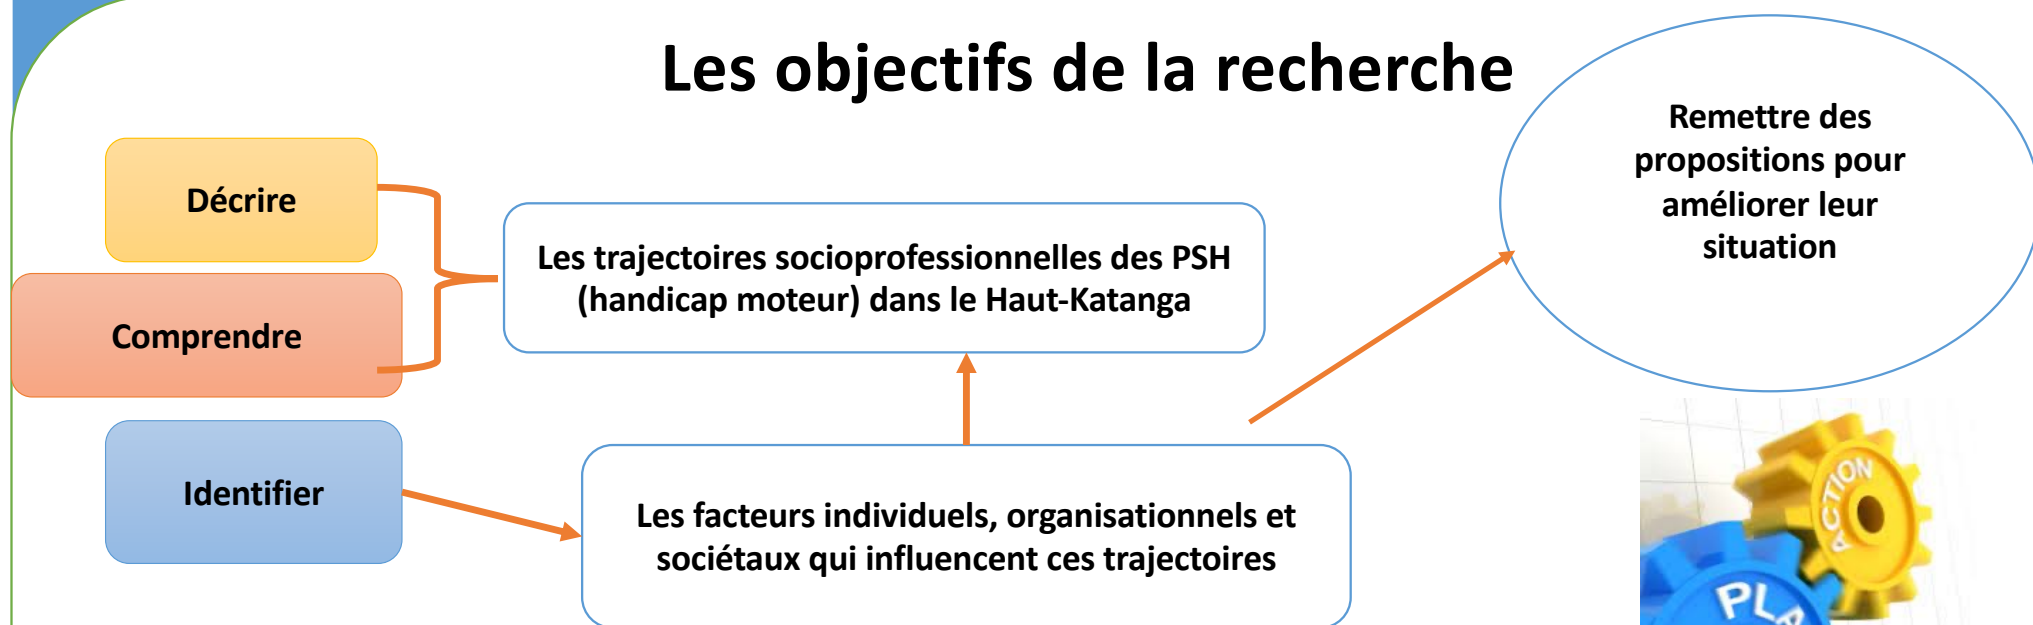 Les objectifs de la recherche
Remettre des
propositions pour
améliorer leur
situation
Décrire
Les trajectoires socioprofessionnelles des PSH
(handicap moteur) dans le Haut-Katanga
Comprendre
Identifier
Les facteurs individuels, organisationnels et
sociétaux qui influencent ces trajectoires
ACTION
PLA